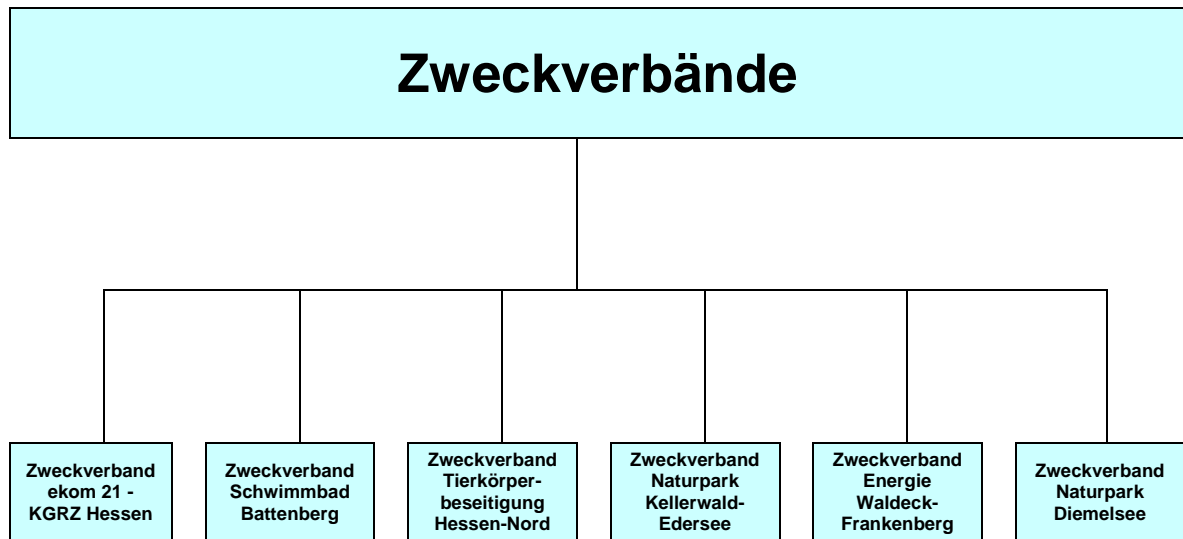 Zweckverbände
Zweckverband
ekom 21 -
KGRZ Hessen
Zweckverband
Schwimmbad
Battenberg
Zweckverband
Tierkörper-
beseitigung
Hessen-Nord
Zweckverband
Naturpark
Kellerwald-
Edersee
Zweckverband
Energie
Waldeck-
Frankenberg
Zweckverband
Naturpark
Diemelsee